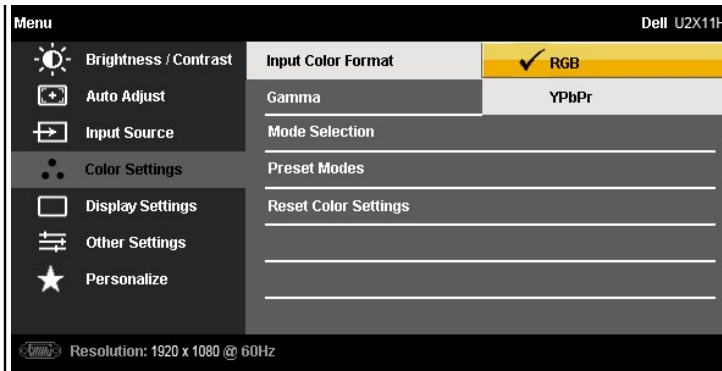 Menu
Dell U2X11H
Brightness / Contrast
Auto Adjust
Input Source
Color Settings
Display Settings
Other Settings
Personalize
Input Color Format
Gamma
Mode Selection
Preset Modes
Reset Color Settings
RGB
YPbPr
Resolution: 1920 x 1080 @ 60Hz